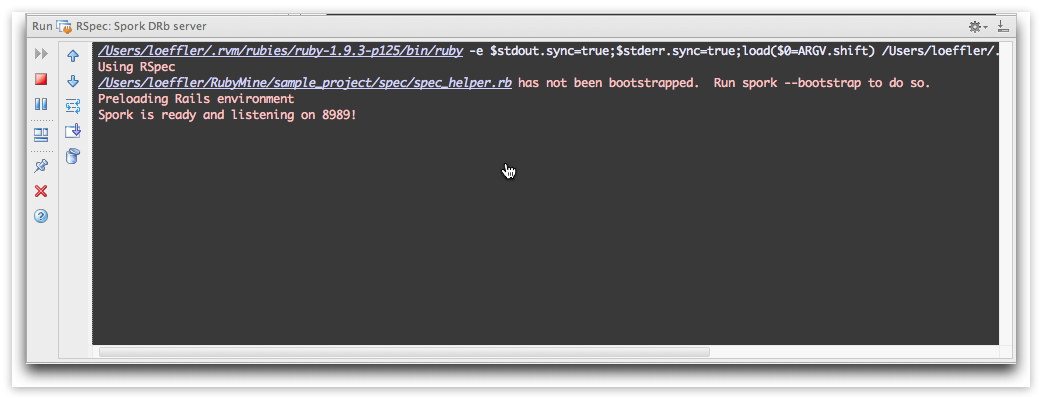 Run RSpec: Spork DRb server
/Users/loeffler/.rvm/rubies/ruby-1.9.3-p125/bin/ruby -e $stdout.sync=true;$stderr.sync=true;load($0=ARGV.shift) /Users/loeffler/.
Using RSpec
/Users/loeffler/RubyMine/sample_project/spec/spec_helper.rb has not been bootstrapped.  Run spork --bootstrap to do so.
Preloading Rails environment
Spork is ready and listening on 8989!